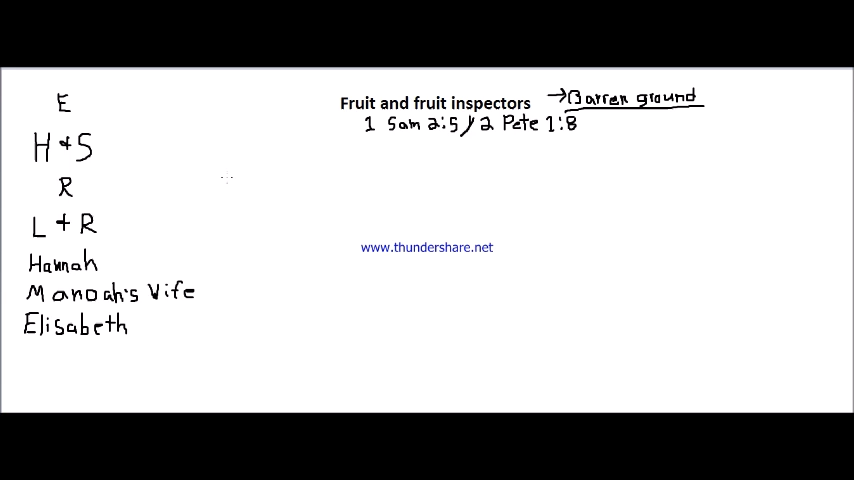 E
H + S
R
L + R
Hannah
Manoah's Vife
Elisabeth
Fruit and fruit inspectors → Barren ground
1 Sam 2:5 / 2 Pete 1:8
www.thundershare.net